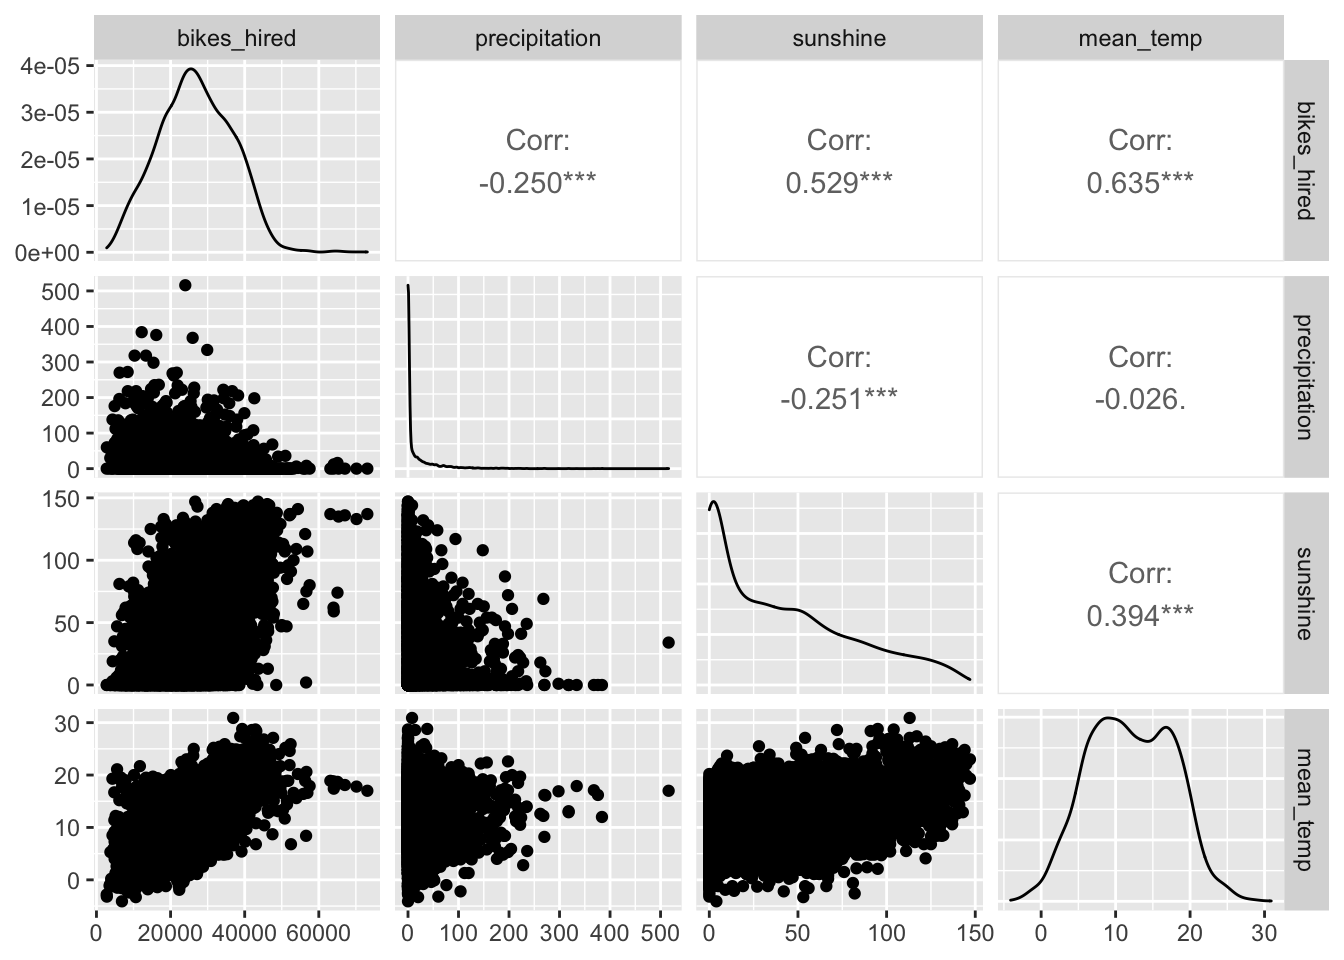 bikes_hired precipitation sunshine mean_temp
4e-05
3e-05
2e-05
1e-05
0e+00
Corr:
-0.250***
Corr:
0.529***
Corr:
0.635***
bikes_hired
500
400
300
200
100
0
Corr:
-0.251***
Corr:
-0.026.
precipitation
150
100
50
0
Corr:
0.394***
sunshine
30
20
10
0
mean_temp
0 20000 40000 60000 0 100 200 300 400 500 0 50 100 150 0 10 20 30